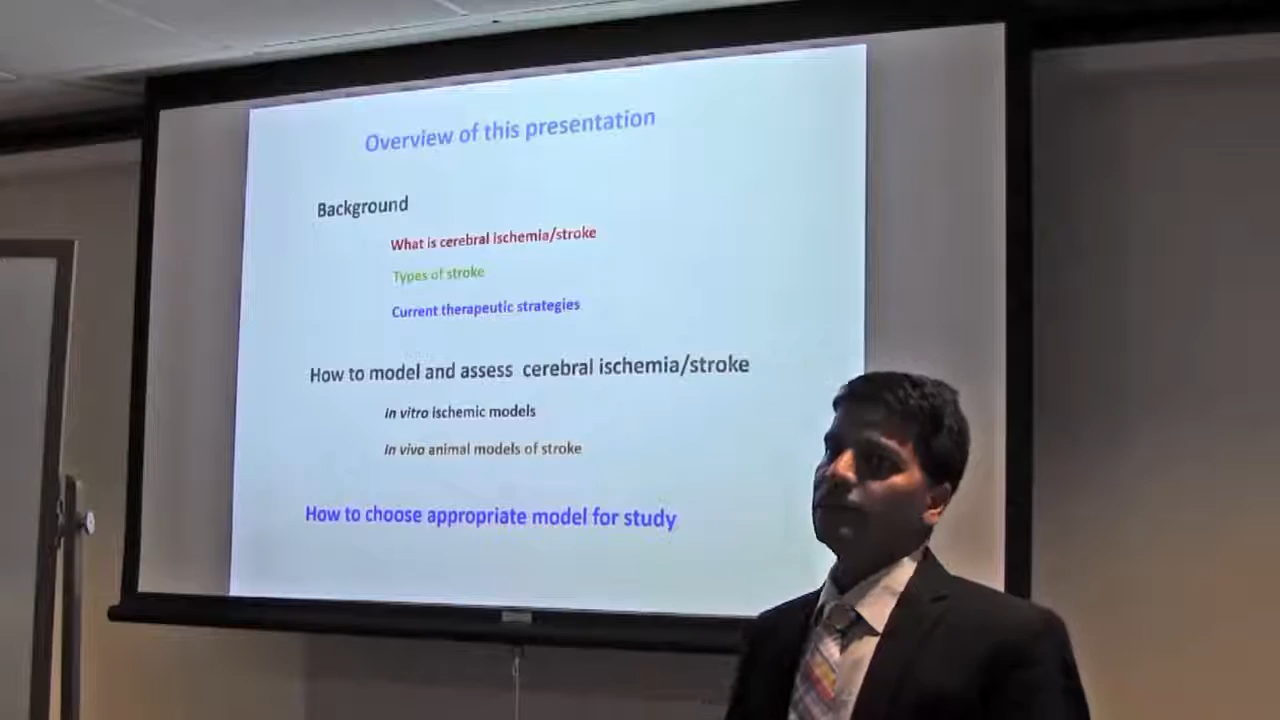 Overview of this presentation
Background
What is cerebral ischemia/stroke
Types of stroke
Current therapeutic strategies
How to model and assess cerebral ischemia/stroke
In vitro ischemic models
In vivo animal models of stroke
How to choose appropriate model for study